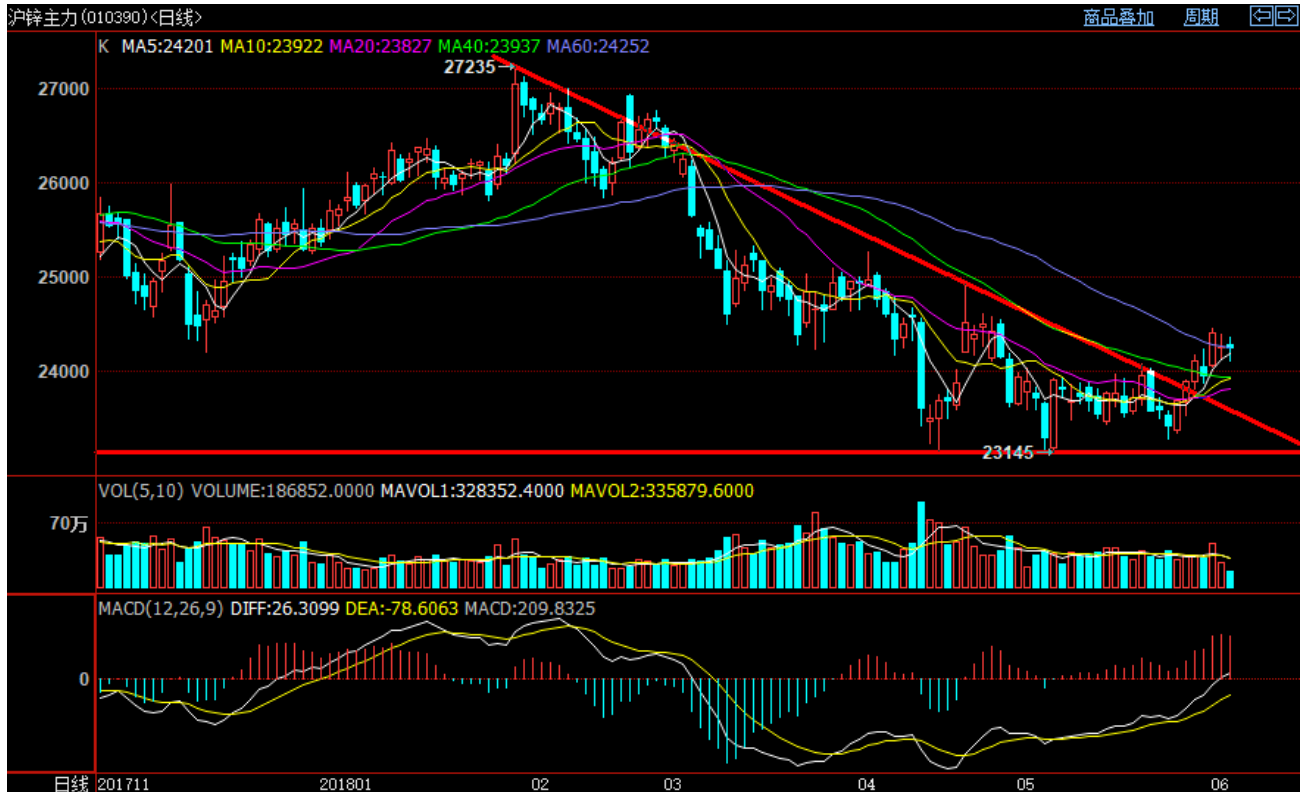 沪锌主力(010390)<日线> 商品叠加 周期
K MA5:24201 MA10:23922 MA20:23827 MA40:23937 MA60:24252
27235
27000
26000
25000
24000
23145
VOL(5,10) VOLUME:186852.0000 MAVOL1:328352.4000 MAVOL2:335879.6000
70万
MACD(12,26,9) DIFF:26.3099 DEA:-78.6063 MACD:209.8325
0
日线 201711 201801 02 03 04 05 06